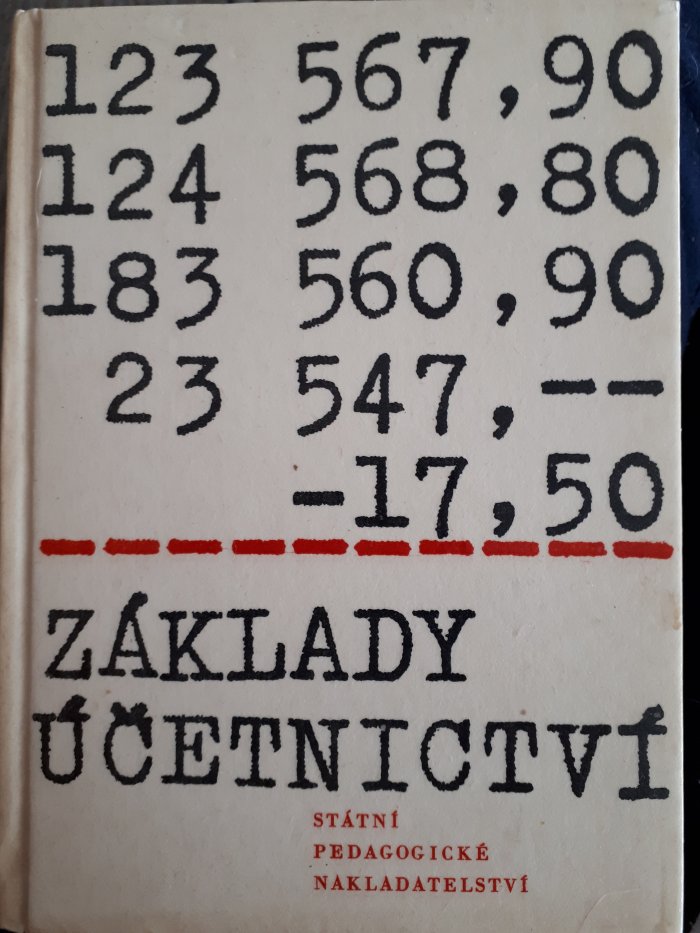 123 567,90
124 568,80
183 560,90
23 547,--
-17,50
ZÁKLADY
ÚČETNICTVÍ
STÁTNÍ
PEDAGOGICKÉ
NAKLADATELSTVÍ